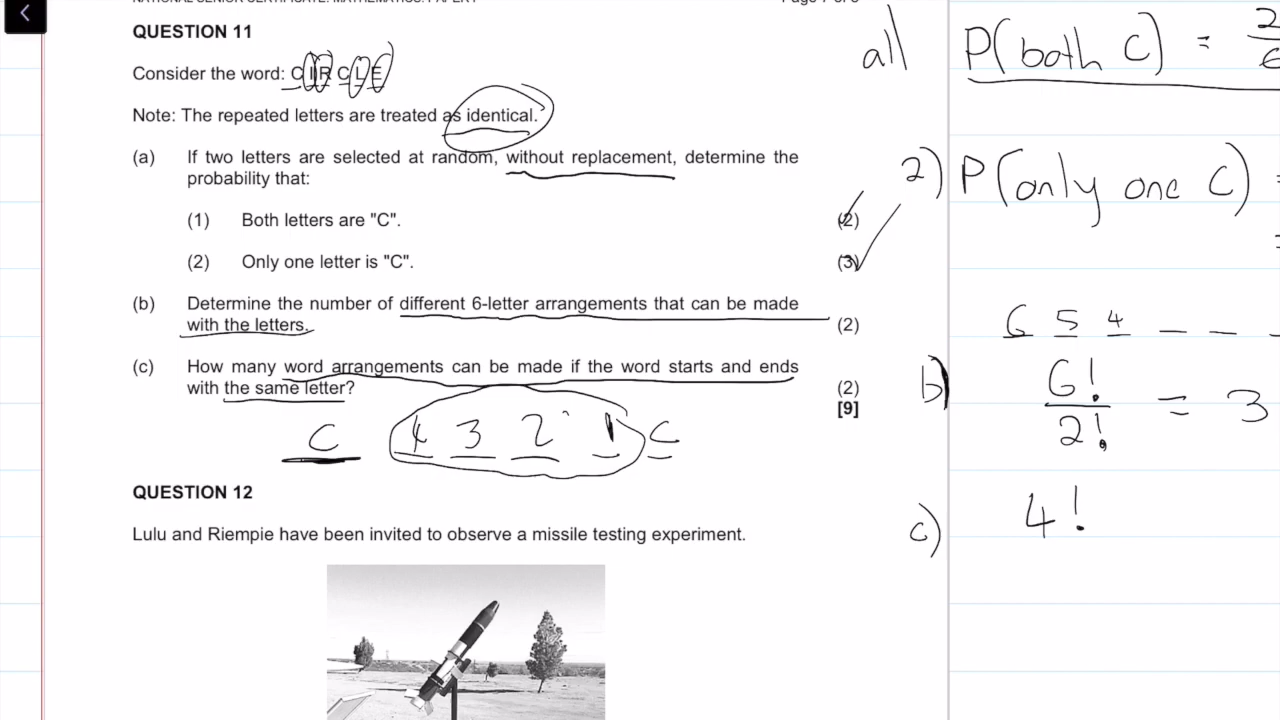 QUESTION 11
Consider the word: CIRCLE
Note: The repeated letters are treated as identical.
(a) If two letters are selected at random, without replacement, determine the
probability that:
(1) Both letters are "C". (2)
(2) Only one letter is "C". (3)
(b) Determine the number of different 6-letter arrangements that can be made
with the letters. (2)
(c) How many word arrangements can be made if the word starts and ends
with the same letter? (2)
[9]
C 4 3 2 1 C
QUESTION 12
Lulu and Riempie have been invited to observe a missile testing experiment.
all
P(both C) = 2
6
2) P(only one C) =
=
6 5 4
b) 6! = 3
2!
c) 4!